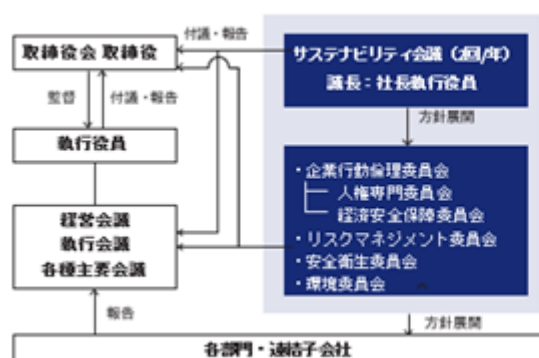 取締役会 取締役
付議・報告
サステナビリティ会議（2回/年）
議長：社長執行役員
監督
付議・報告
方針展開
執行役員
・企業行動倫理委員会
人権専門委員会
経済安全保障委員会
・リスクマネジメント委員会
・安全衛生委員会
・環境委員会
経営会議
執行会議
各種主要会議
報告
方針展開
各部門・連結子会社